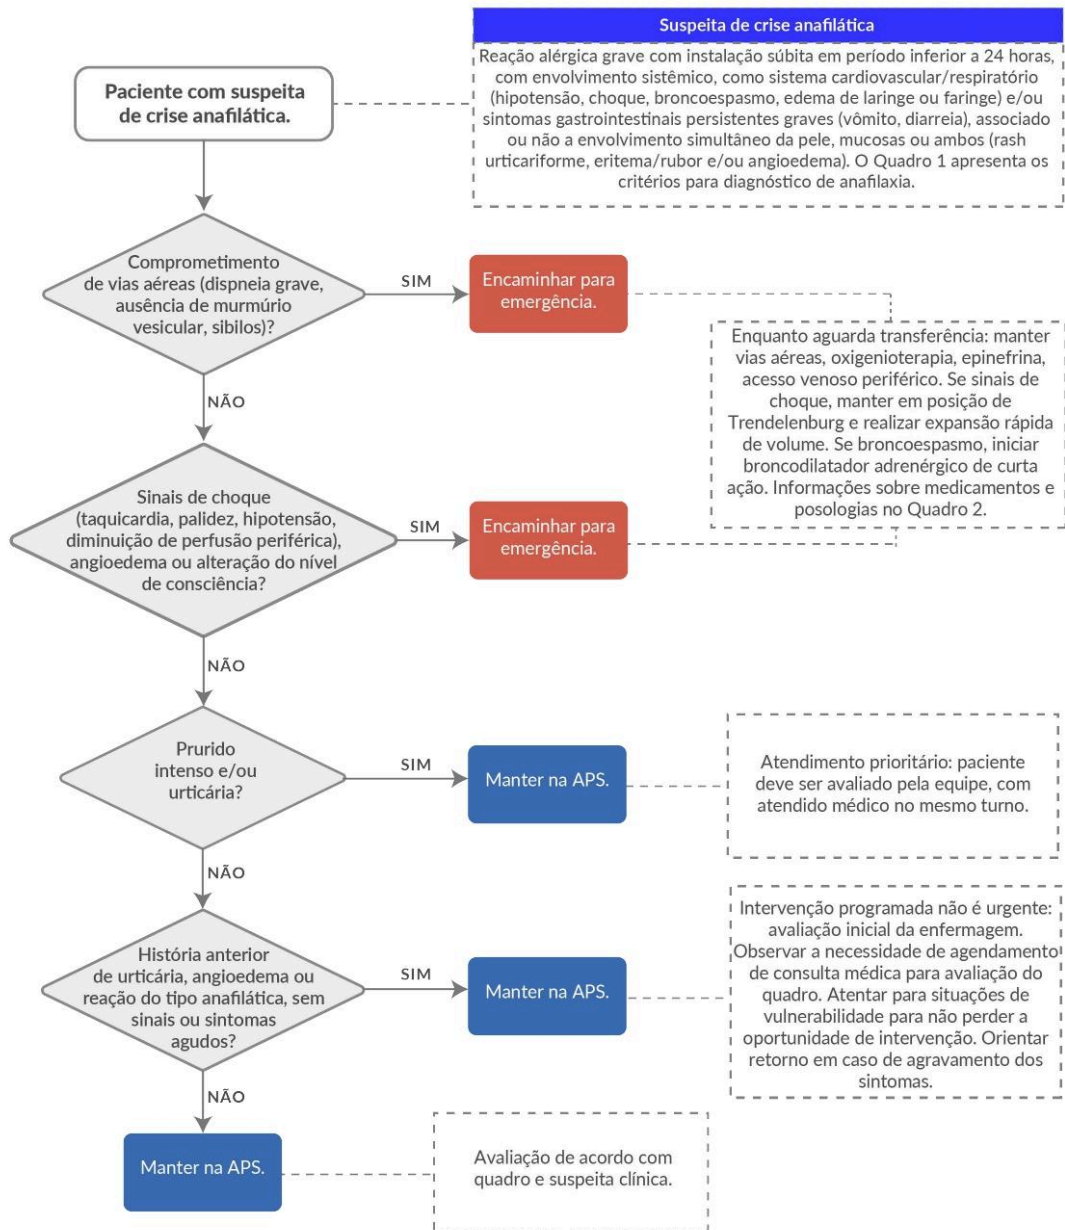 Suspeita de crise anafilática
Reação alérgica grave com instalação súbita em período inferior a 24 horas,
com envolvimento sistêmico, como sistema cardiovascular/respiratório
(hipotensão, choque, broncoespasmo, edema de laringe ou faringe) e/ou
sintomas gastrointestinais persistentes graves (vômito, diarreia), associado
ou não a envolvimento simultâneo da pele, mucosas ou ambos (rash
urticariforme, eritema/rubor e/ou angioedema). O Quadro 1 apresenta os
critérios para diagnóstico de anafilaxia.
Paciente com suspeita
de crise anafilática.
Comprometimento
de vias aéreas (dispneia grave,
ausência de murmúrio
vesicular, sibilos)?
SIM
Encaminhar para
emergência.
Enquanto aguarda transferência: manter
vias aéreas, oxigenioterapia, epinefrina,
acesso venoso periférico. Se sinais de
choque, manter em posição de
Trendelenburg e realizar expansão rápida
de volume. Se broncoespasmo, iniciar
broncodilatador adrenérgico de curta
ação. Informações sobre medicamentos e
posologias no Quadro 2.
NÃO
Sinais de choque
(taquicardia, palidez, hipotensão,
diminuição de perfusão periférica),
angioedema ou alteração do nível
de consciência?
SIM
Encaminhar para
emergência.
NÃO
Prurido
intenso e/ou
urticária?
SIM
Manter na APS.
Atendimento prioritário: paciente
deve ser avaliado pela equipe, com
atendido médico no mesmo turno.
NÃO
História anterior
de urticária, angioedema ou
reação do tipo anafilática, sem
sinais ou sintomas
agudos?
SIM
Manter na APS.
Intervenção programada não é urgente:
avaliação inicial da enfermagem.
Observar a necessidade de agendamento
de consulta médica para avaliação do
quadro. Atentar para situações de
vulnerabilidade para não perder a
oportunidade de intervenção. Orientar
retorno em caso de agravamento dos
sintomas.
NÃO
Manter na APS.
Avaliação de acordo com
quadro e suspeita clínica.